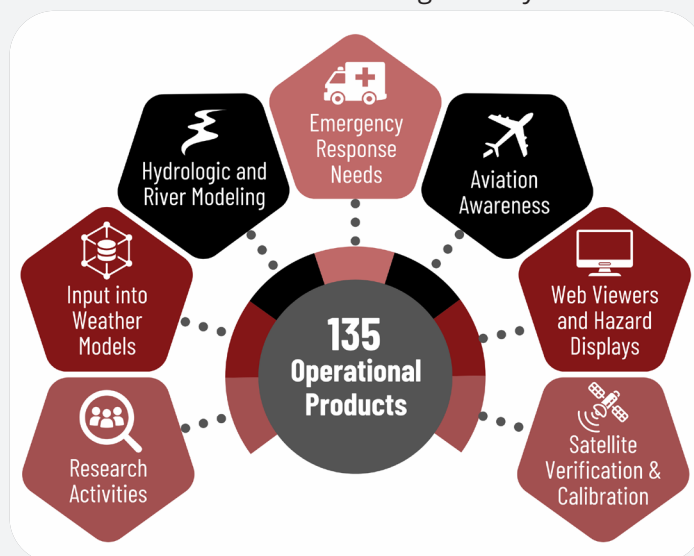 Emergency
Response
Needs
Hydrologic and
River Modeling
Aviation
Awareness
Input into
Weather
Models
Web Viewers
and Hazard
Displays
135
Operational
Products
Research
Activities
Satellite
Verification &
Calibration